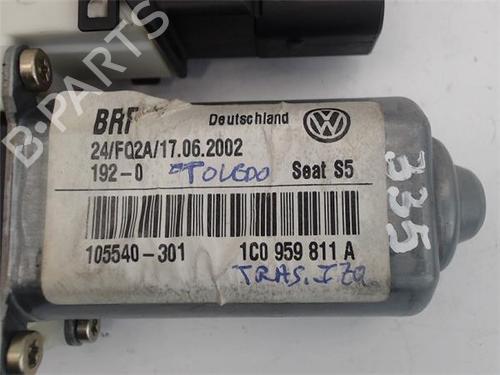 B-PARTS
BRF Deutschland
24/FQ2A/17.06.2002
192-0 TOLEDO Seat S5
105540-301 1C0 959 811 A
TRAS. IZQ
335